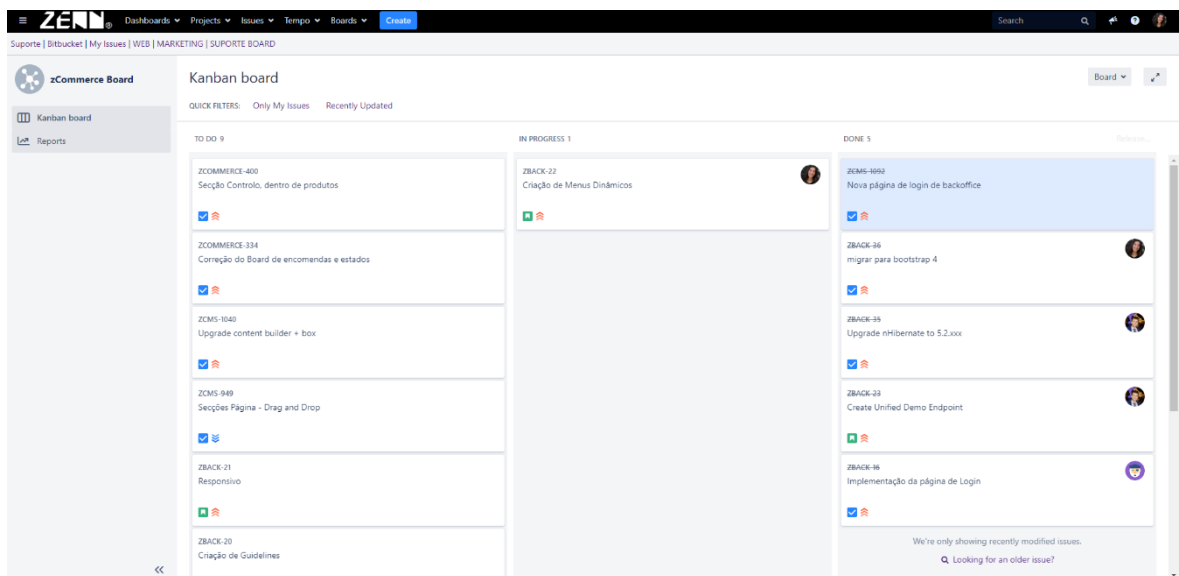 ZENN® Dashboards Projects Issues Tempo Boards Create Search
Suporte | Bitbucket | My Issues | WEB | MARKETING | SUPORTE BOARD
zCommerce Board
Kanban board
Reports
Kanban board
Board
QUICK FILTERS: Only My Issues Recently Updated
TO DO 9
IN PROGRESS 1
DONE 5
Release...
ZCOMMERCE-400
Secção Controlo, dentro de produtos
ZCOMMERCE-334
Correção do Board de encomendas e estados
ZCMS-1040
Upgrade content builder + box
ZCMS-949
Secções Página - Drag and Drop
ZBACK-21
Responsivo
ZBACK-20
Criação de Guidelines
ZBACK-22
Criação de Menus Dinâmicos
ZCMS-1092
Nova página de login de backoffice
ZBACK-36
migrar para bootstrap 4
ZBACK-35
Upgrade nHibernate to 5.2.xxx
ZBACK-23
Create Unified Demo Endpoint
ZBACK-16
Implementação da página de Login
We're only showing recently modified issues.
Looking for an older issue?